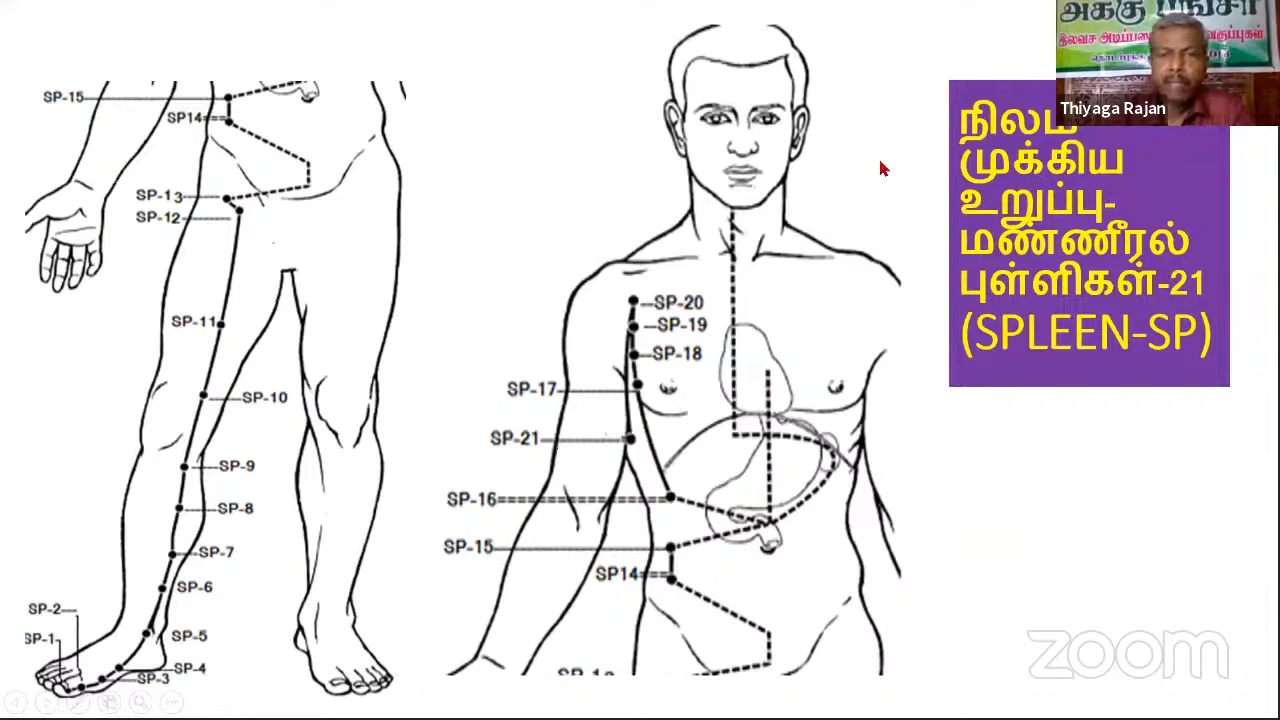 SP-15
SP14
SP-13
SP-12
SP-11
SP-10
SP-9
SP-8
SP-7
SP-6
SP-2
SP-1
SP-5
SP-4
SP-3
SP-20
SP-19
SP-18
SP-17
SP-21
SP-16
SP-15
SP14
Thiyaga Rajan
முக்கிய
உறுப்பு-
மண்ணீரல்
புள்ளிகள்-21
(SPLEEN-SP)
zoom